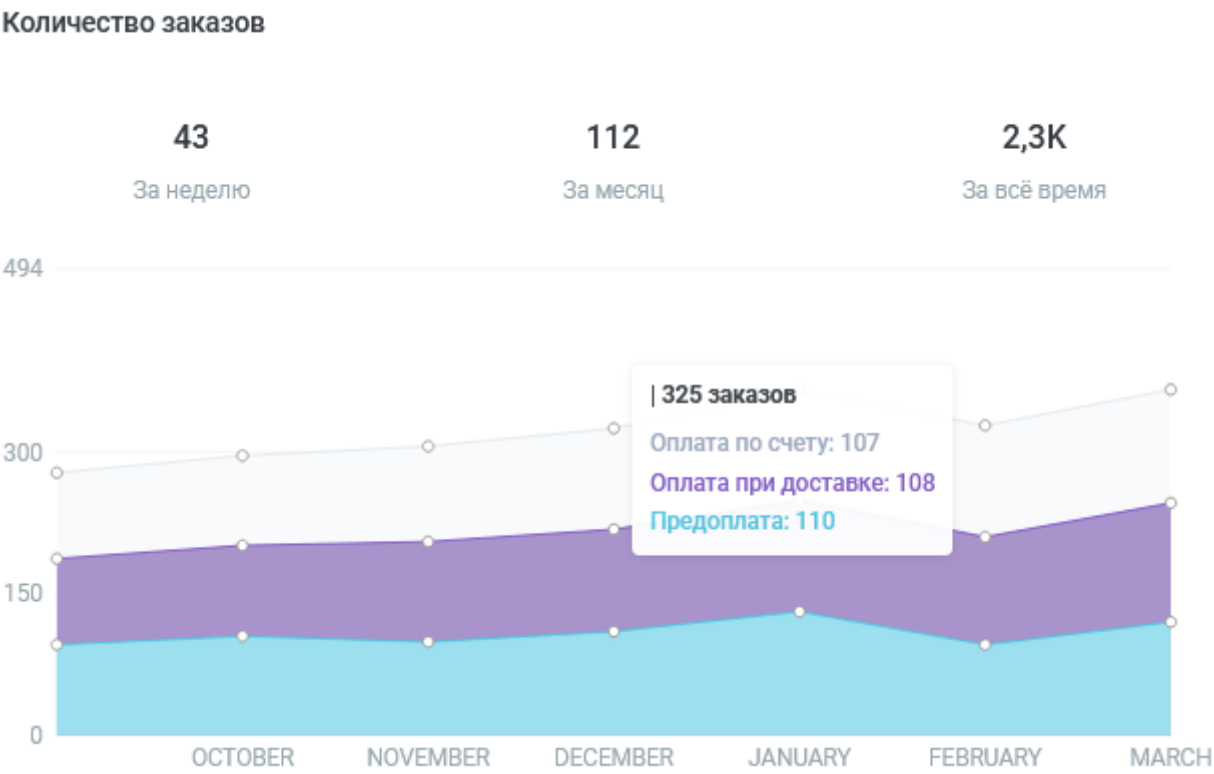 Количество заказов
43
112
2,3K
За неделю
За месяц
За всё время
494
| 325 заказов
Оплата по счету: 107
300
Оплата при доставке: 108
Предоплата: 110
150
0
OCTOBER
NOVEMBER
DECEMBER
JANUARY
FEBRUARY
MARCH